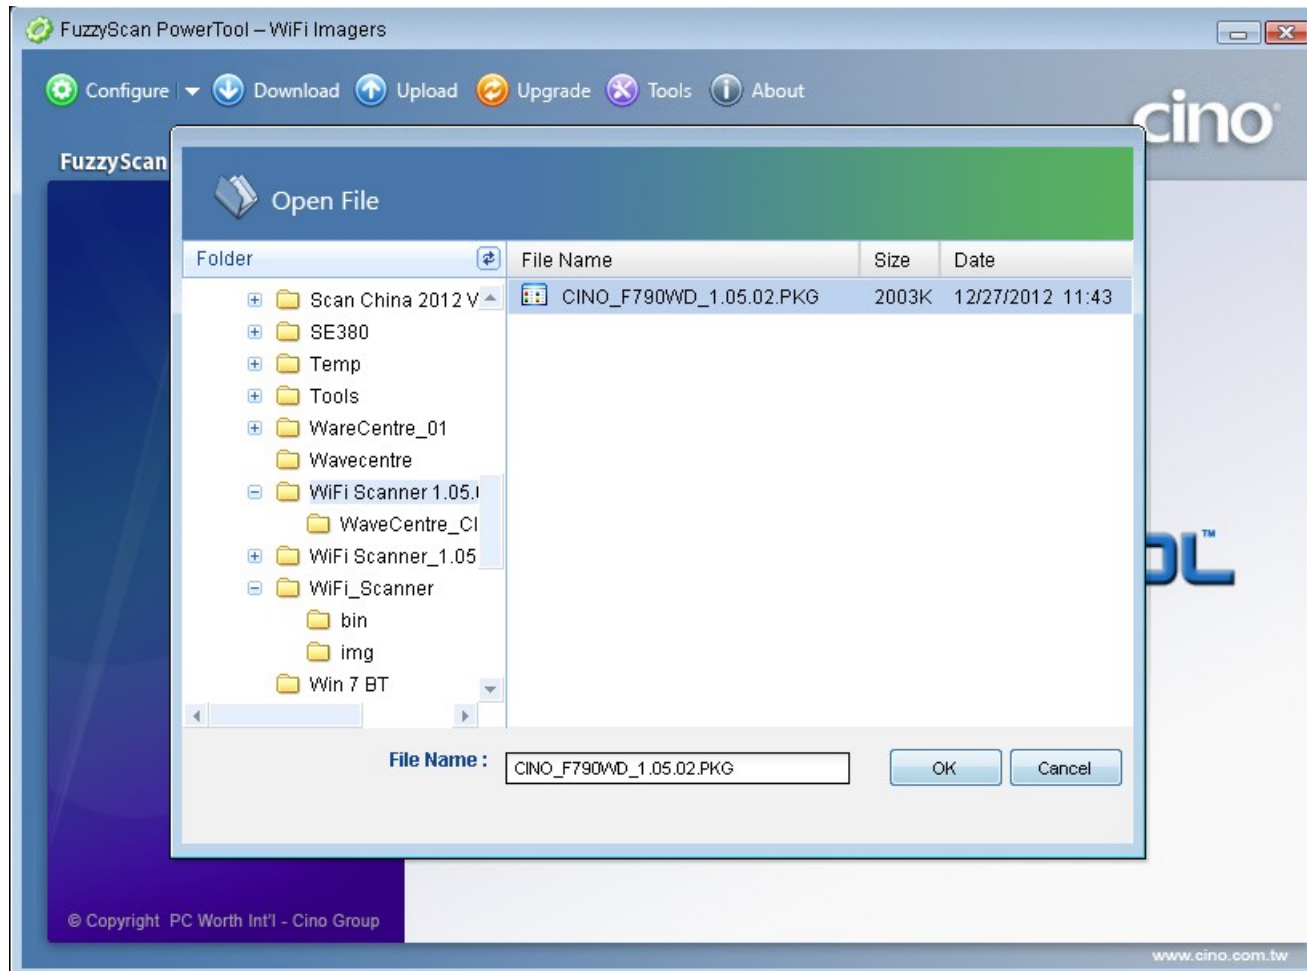 FuzzyScan PowerTool – WiFi Imagers
Configure Download Upload Upgrade Tools About
cino
FuzzyScan
Open File
Folder File Name Size Date
Scan China 2012 V CINO_F790WD_1.05.02.PKG 2003K 12/27/2012 11:43
SE380
Temp
Tools
WareCentre_01
Wavecentre
WiFi Scanner 1.05.
WaveCentre_CI
WiFi Scanner_1.05
WiFi_Scanner
bin
img
Win 7 BT
OL™
File Name : CINO_F790WD_1.05.02.PKG OK Cancel
© Copyright PC Worth Int'l - Cino Group
www.cino.com.tw